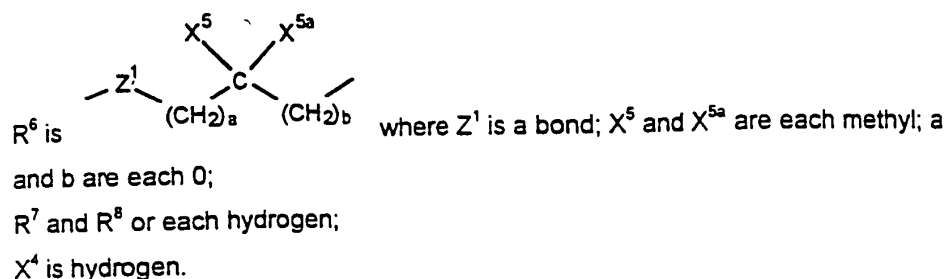 X⁵ X⁵ᵃ
Z¹ C
(CH₂)ₐ (CH₂)b
R⁶ is where Z¹ is a bond; X⁵ and X⁵ᵃ are each methyl; a
and b are each 0;
R⁷ and R⁸ or each hydrogen;
X⁴ is hydrogen.